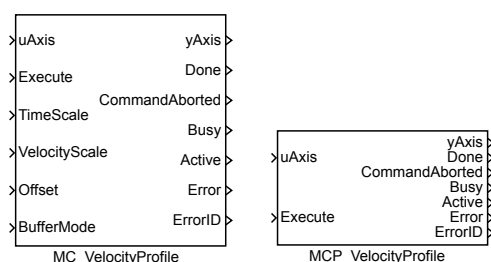 uAxis
Execute
TimeScale
VelocityScale
Offset
BufferMode
yAxis
Done
CommandAborted
Busy
Active
Error
ErrorID
MC_VelocityProfile
uAxis
Execute
yAxis
Done
CommandAborted
Busy
Active
Error
ErrorID
MCP_VelocityProfile